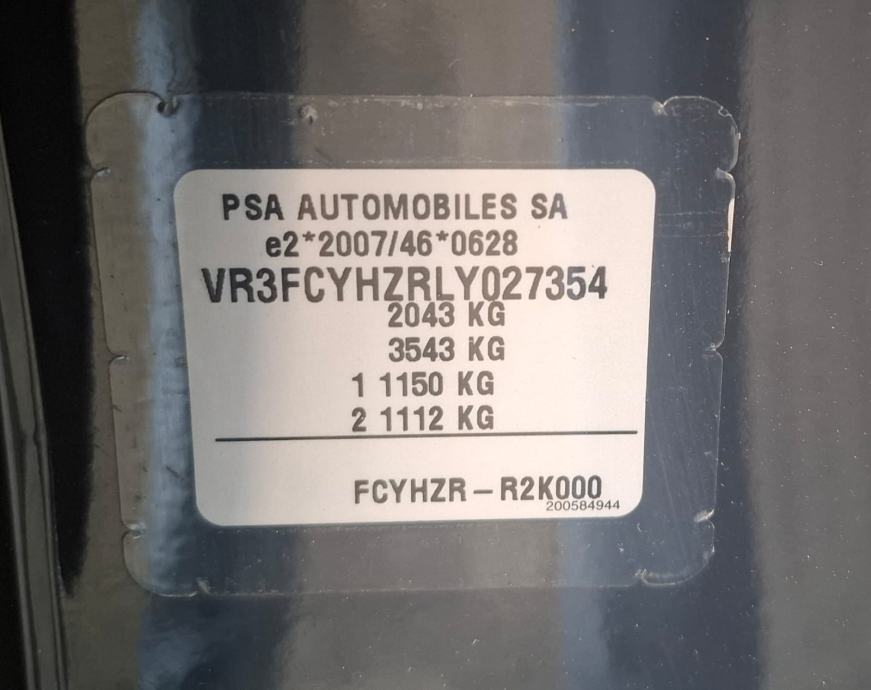 PSA AUTOMOBILES SA
e2*2007/46*0628
VR3FCYHZRLY027354
2043 KG
3543 KG
1 1150 KG
2 1112 KG
FCYHZR – R2K000
200584944